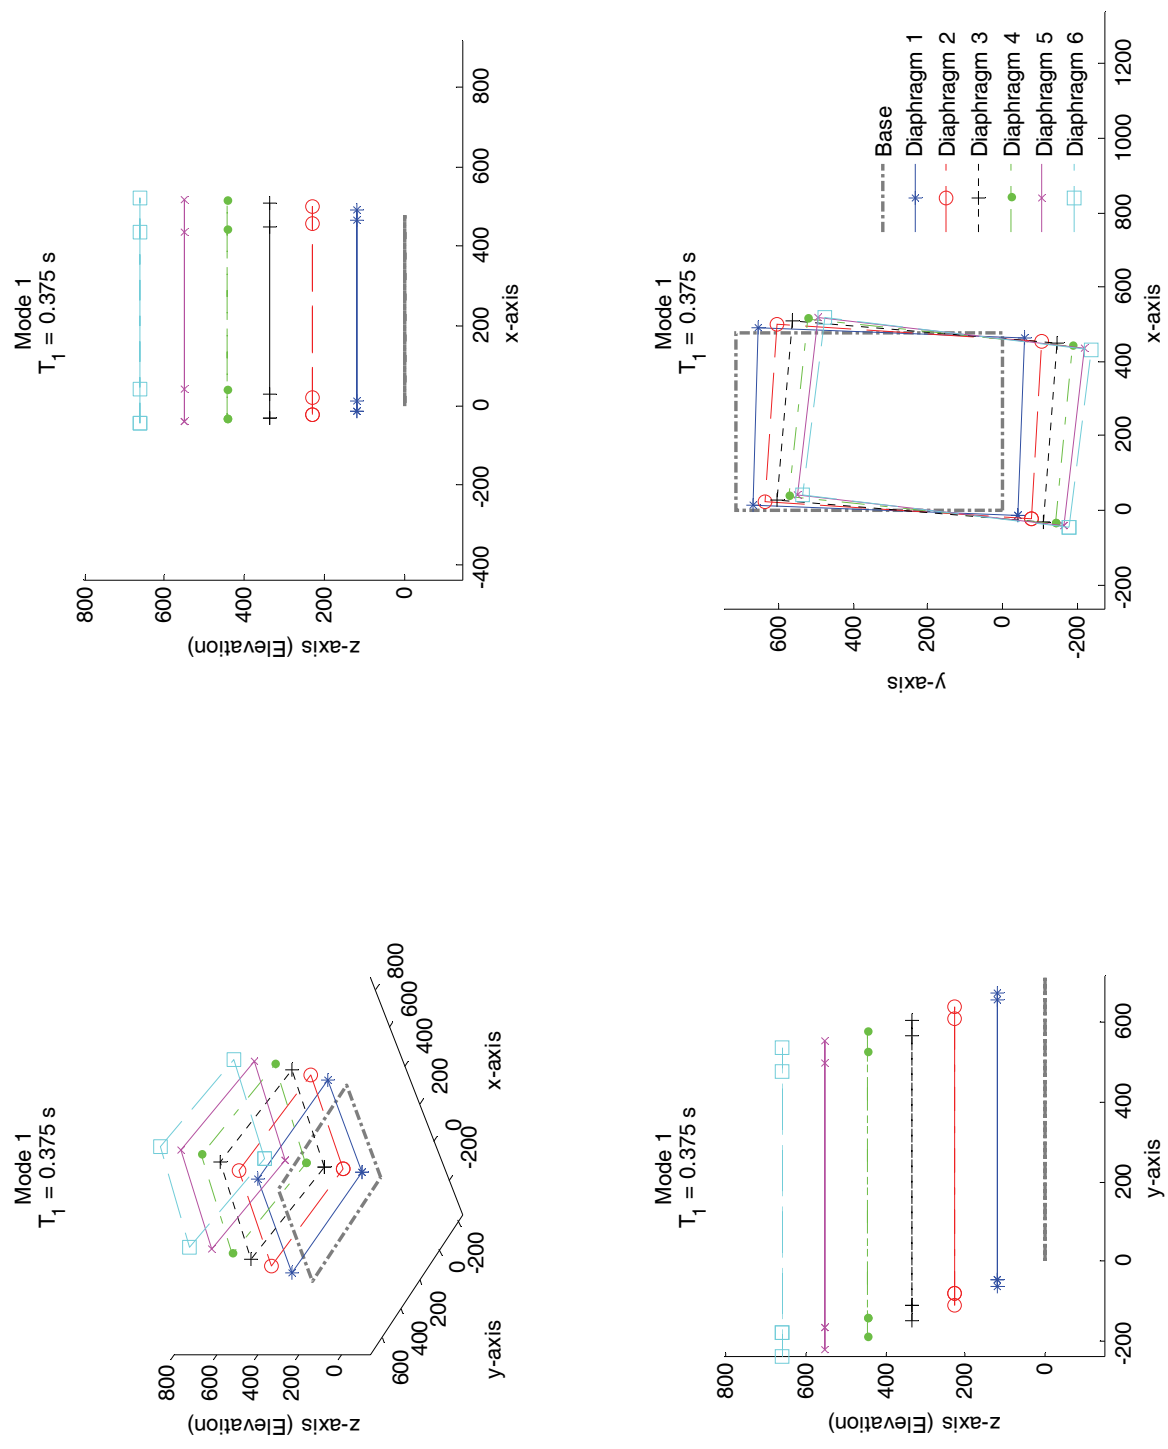 Mode 1
T1 = 0.375 s
800
600
400
200
0
z-axis (Elevation)
600
400
200
0
-200
y-axis
-200
0
200
400
600
800
x-axis
Mode 1
T1 = 0.375 s
800
600
400
200
0
z-axis (Elevation)
-400
-200
0
200
400
600
800
x-axis
Mode 1
T1 = 0.375 s
800
600
400
200
0
z-axis (Elevation)
-200
0
200
400
600
y-axis
Mode 1
T1 = 0.375 s
600
400
200
0
-200
y-axis
-200
0
200
400
600
800
1000
1200
x-axis
Base
Diaphragm 1
Diaphragm 2
Diaphragm 3
Diaphragm 4
Diaphragm 5
Diaphragm 6